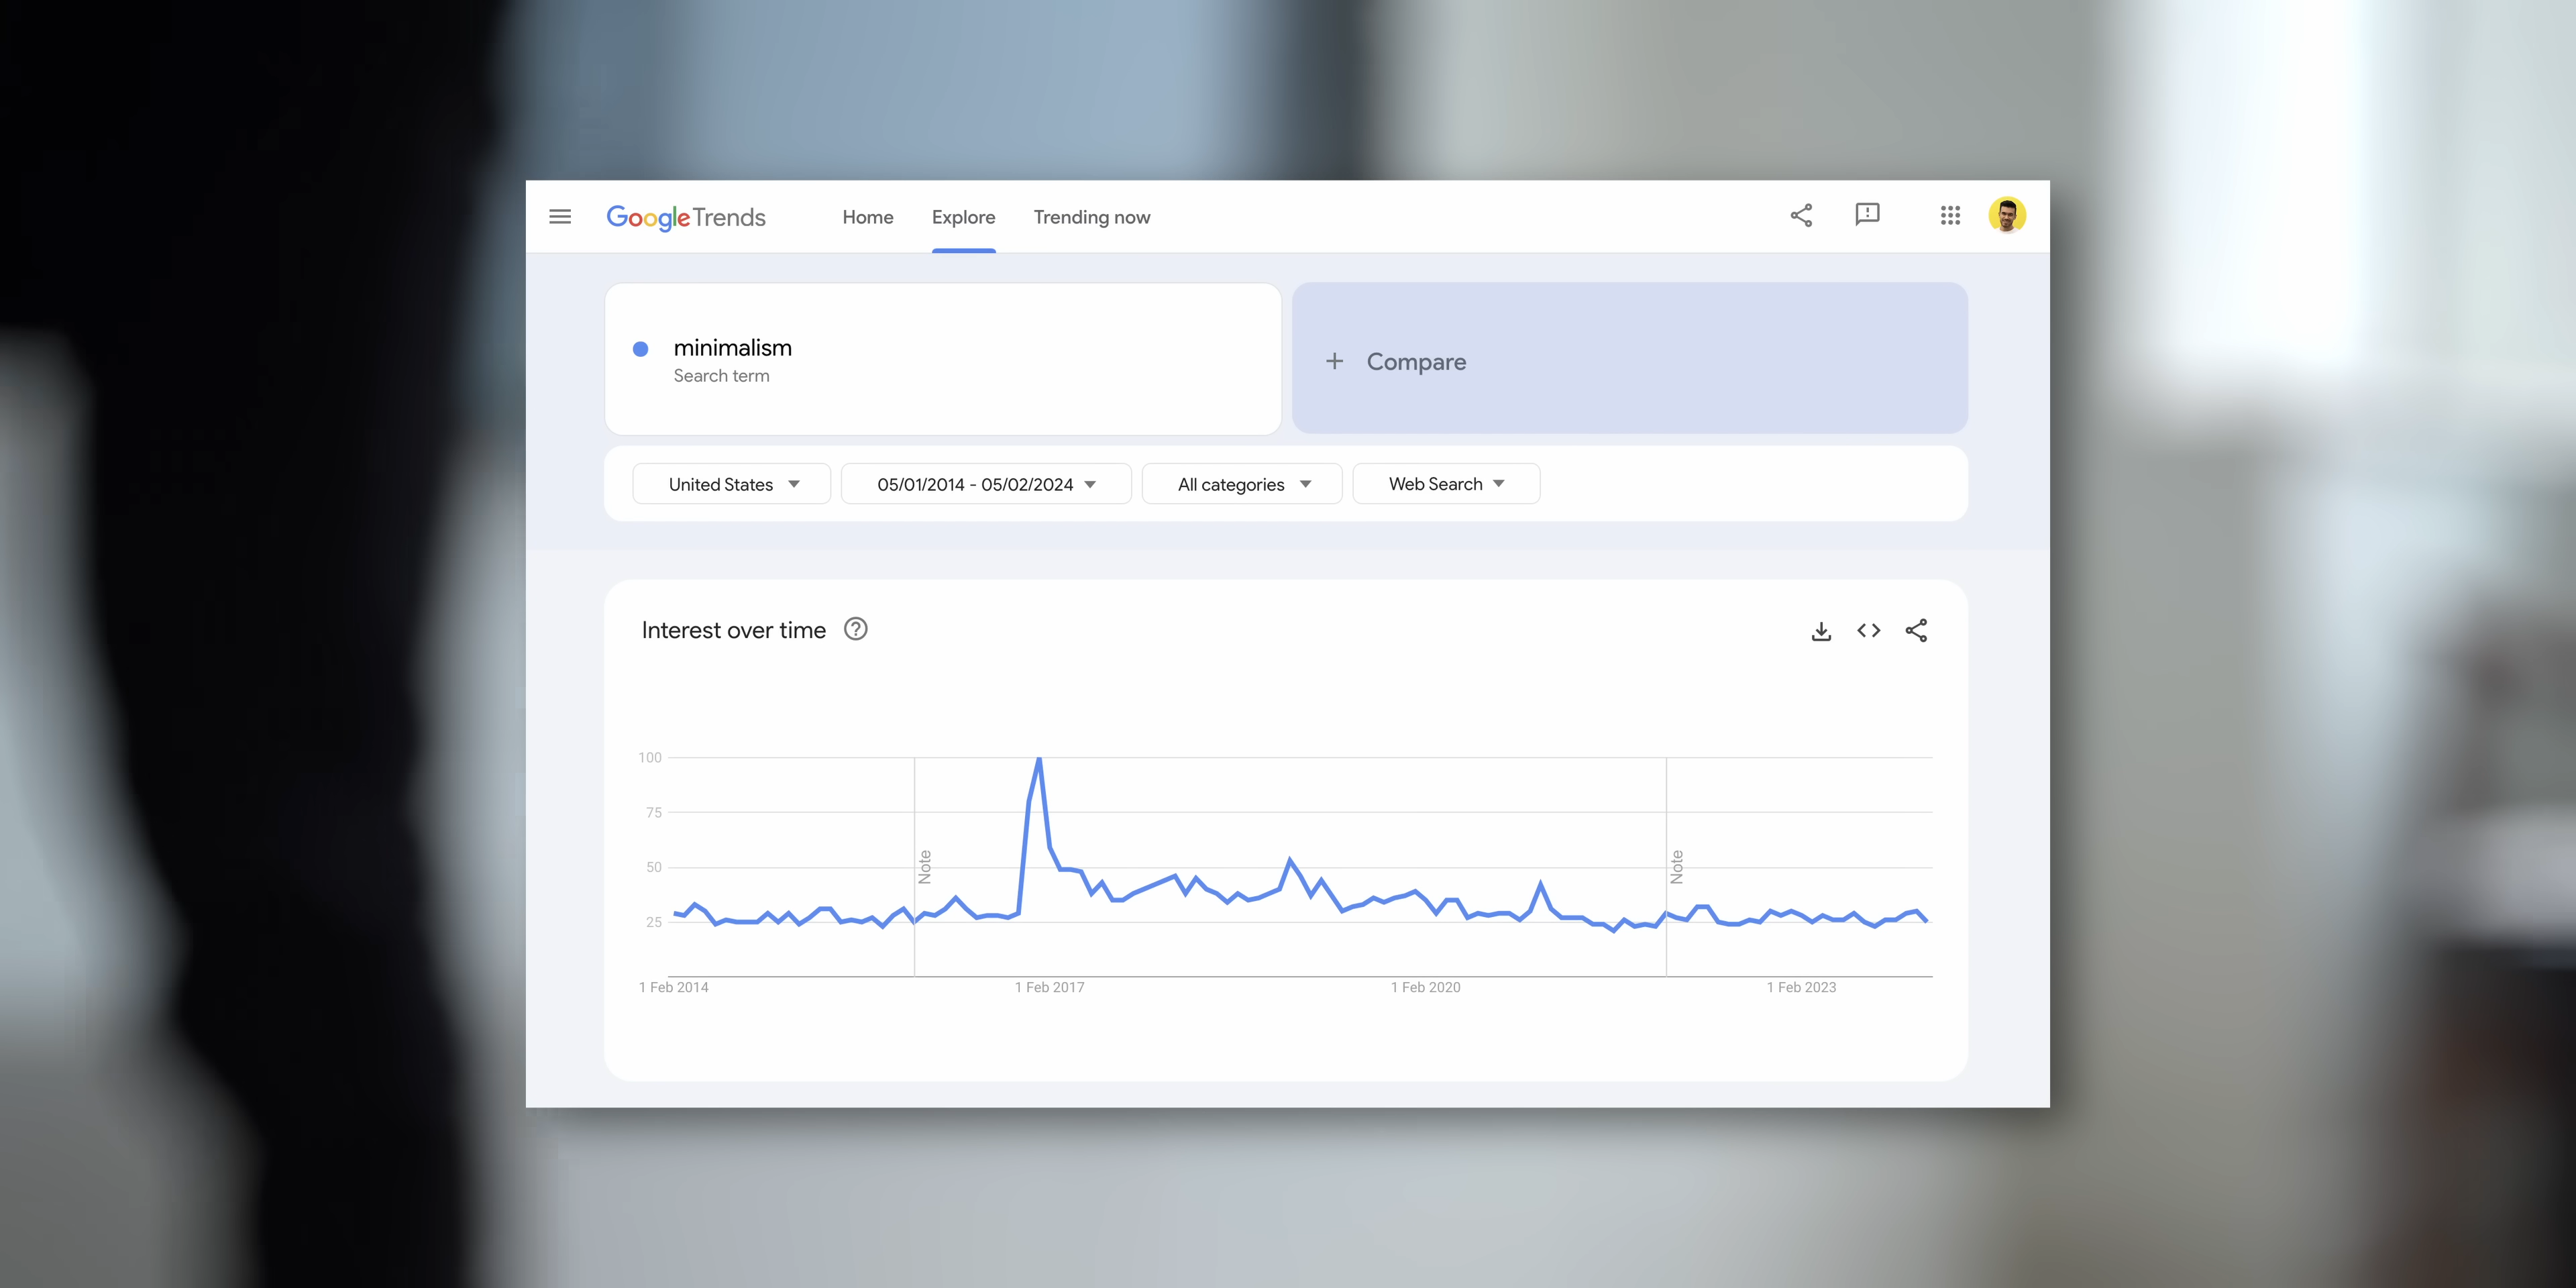 Google Trends Home Explore Trending now
minimalism
Search term
+ Compare
United States 05/01/2014 - 05/02/2024 All categories Web Search
Interest over time
100
75
50
25
Note Note
1 Feb 2014 1 Feb 2017 1 Feb 2020 1 Feb 2023